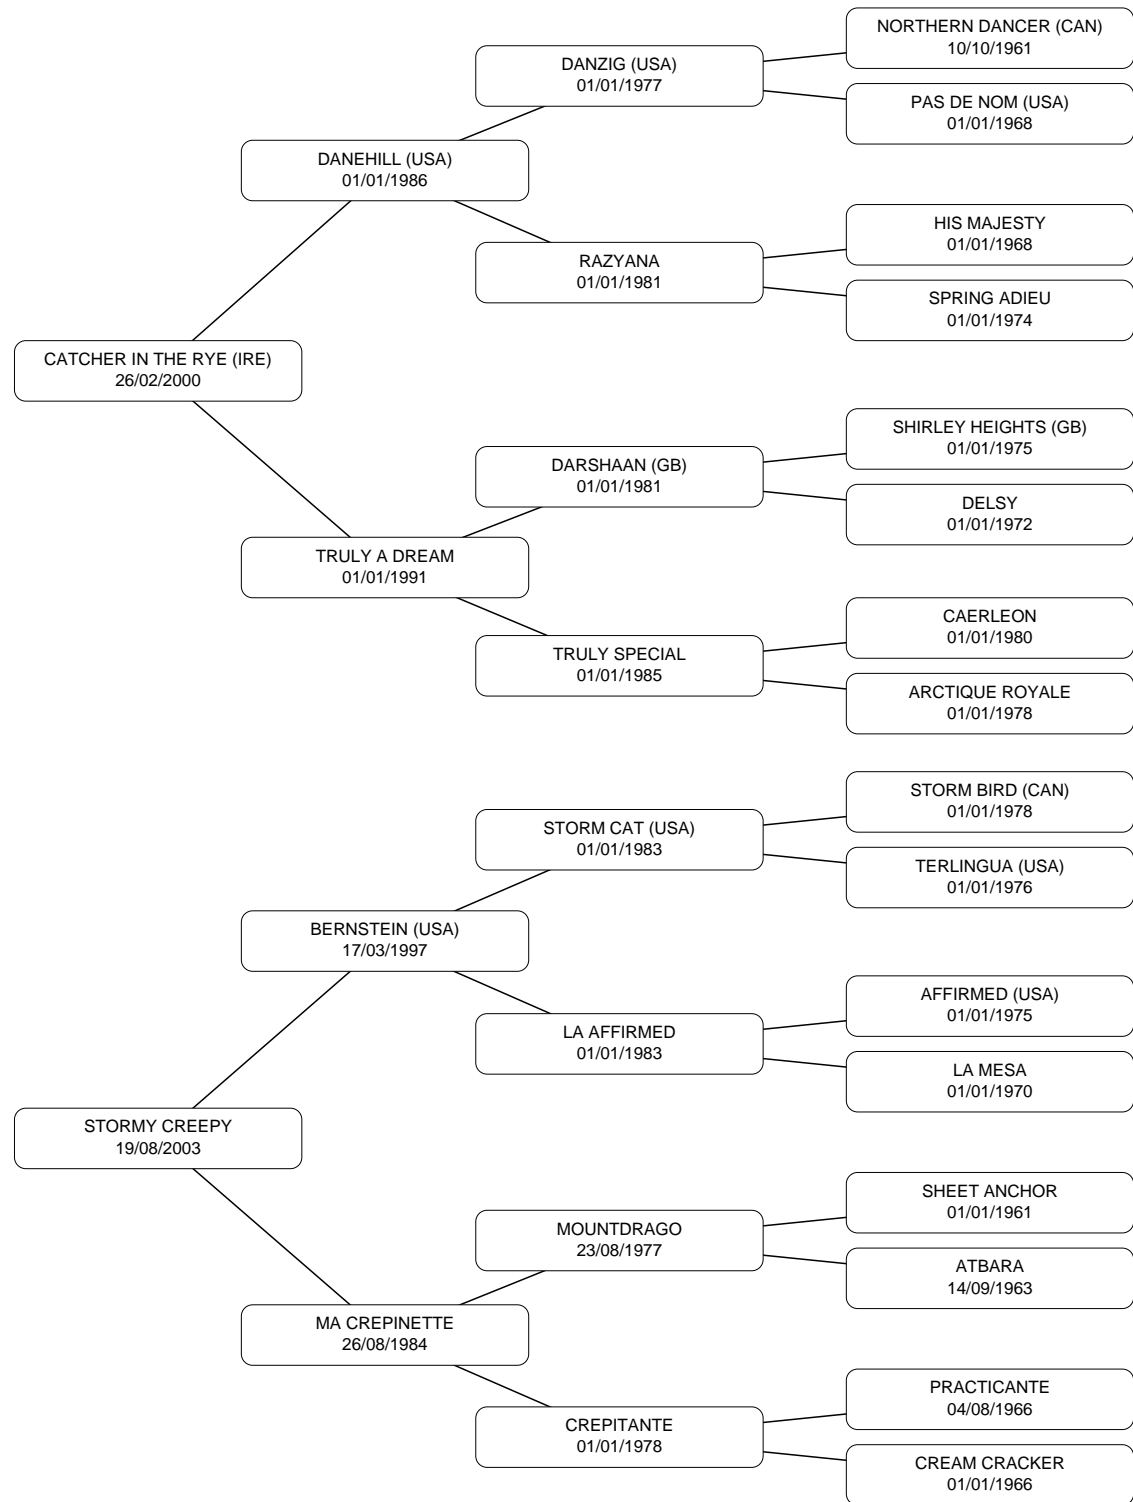 NORTHERN DANCER (CAN)
10/10/1961
DANZIG (USA)
01/01/1977
PAS DE NOM (USA)
01/01/1968
DANEHILL (USA)
01/01/1986
HIS MAJESTY
01/01/1968
RAZYANA
01/01/1981
SPRING ADIEU
01/01/1974
CATCHER IN THE RYE (IRE)
26/02/2000
SHIRLEY HEIGHTS (GB)
01/01/1975
DARSHAAN (GB)
01/01/1981
DELSY
01/01/1972
TRULY A DREAM
01/01/1991
CAERLEON
01/01/1980
TRULY SPECIAL
01/01/1985
ARCTIQUE ROYALE
01/01/1978
STORM BIRD (CAN)
01/01/1978
STORM CAT (USA)
01/01/1983
TERLINGUA (USA)
01/01/1976
BERNSTEIN (USA)
17/03/1997
AFFIRMED (USA)
01/01/1975
LA AFFIRMED
01/01/1983
LA MESA
01/01/1970
STORMY CREEPY
19/08/2003
SHEET ANCHOR
01/01/1961
MOUNTDRAGO
23/08/1977
ATBARA
14/09/1963
MA CREPINETTE
26/08/1984
PRACTICANTE
04/08/1966
CREPITANTE
01/01/1978
CREAM CRACKER
01/01/1966